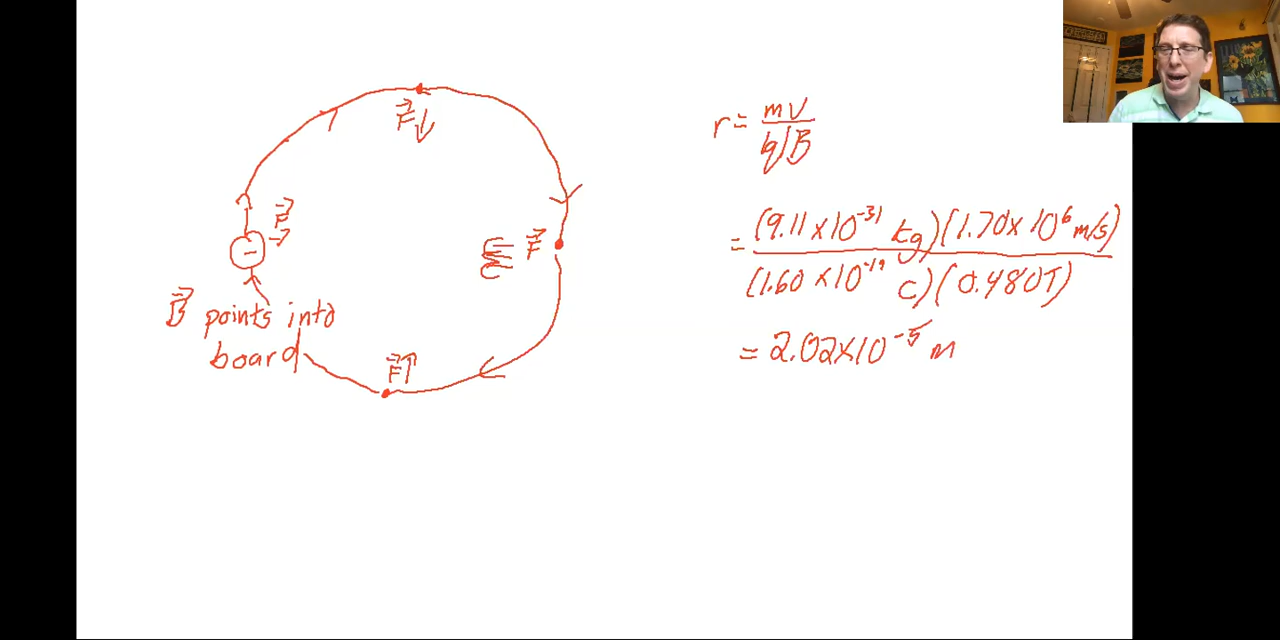 F↓
F
→
F
B points into
board
F↑
r = mv / |q|B
= (9.11×10⁻³¹ kg)(1.70×10⁶ m/s) / (1.60×10⁻¹⁹ C)(0.480T)
= 2.02×10⁻⁵ m